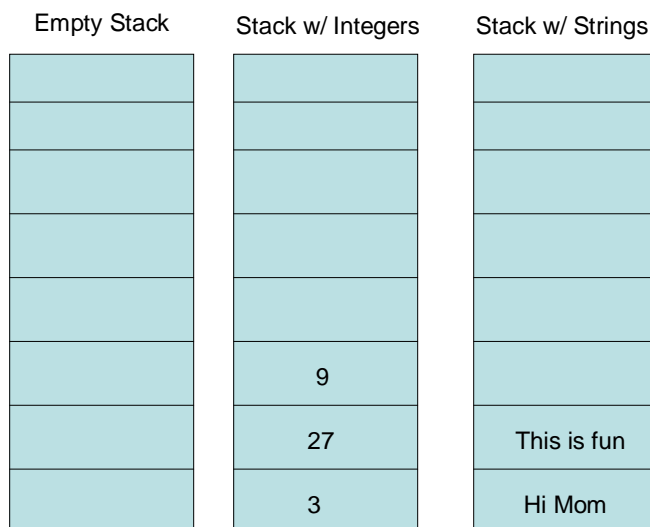 Empty Stack
Stack w/ Integers
Stack w/ Strings
9
27
This is fun
3
Hi Mom